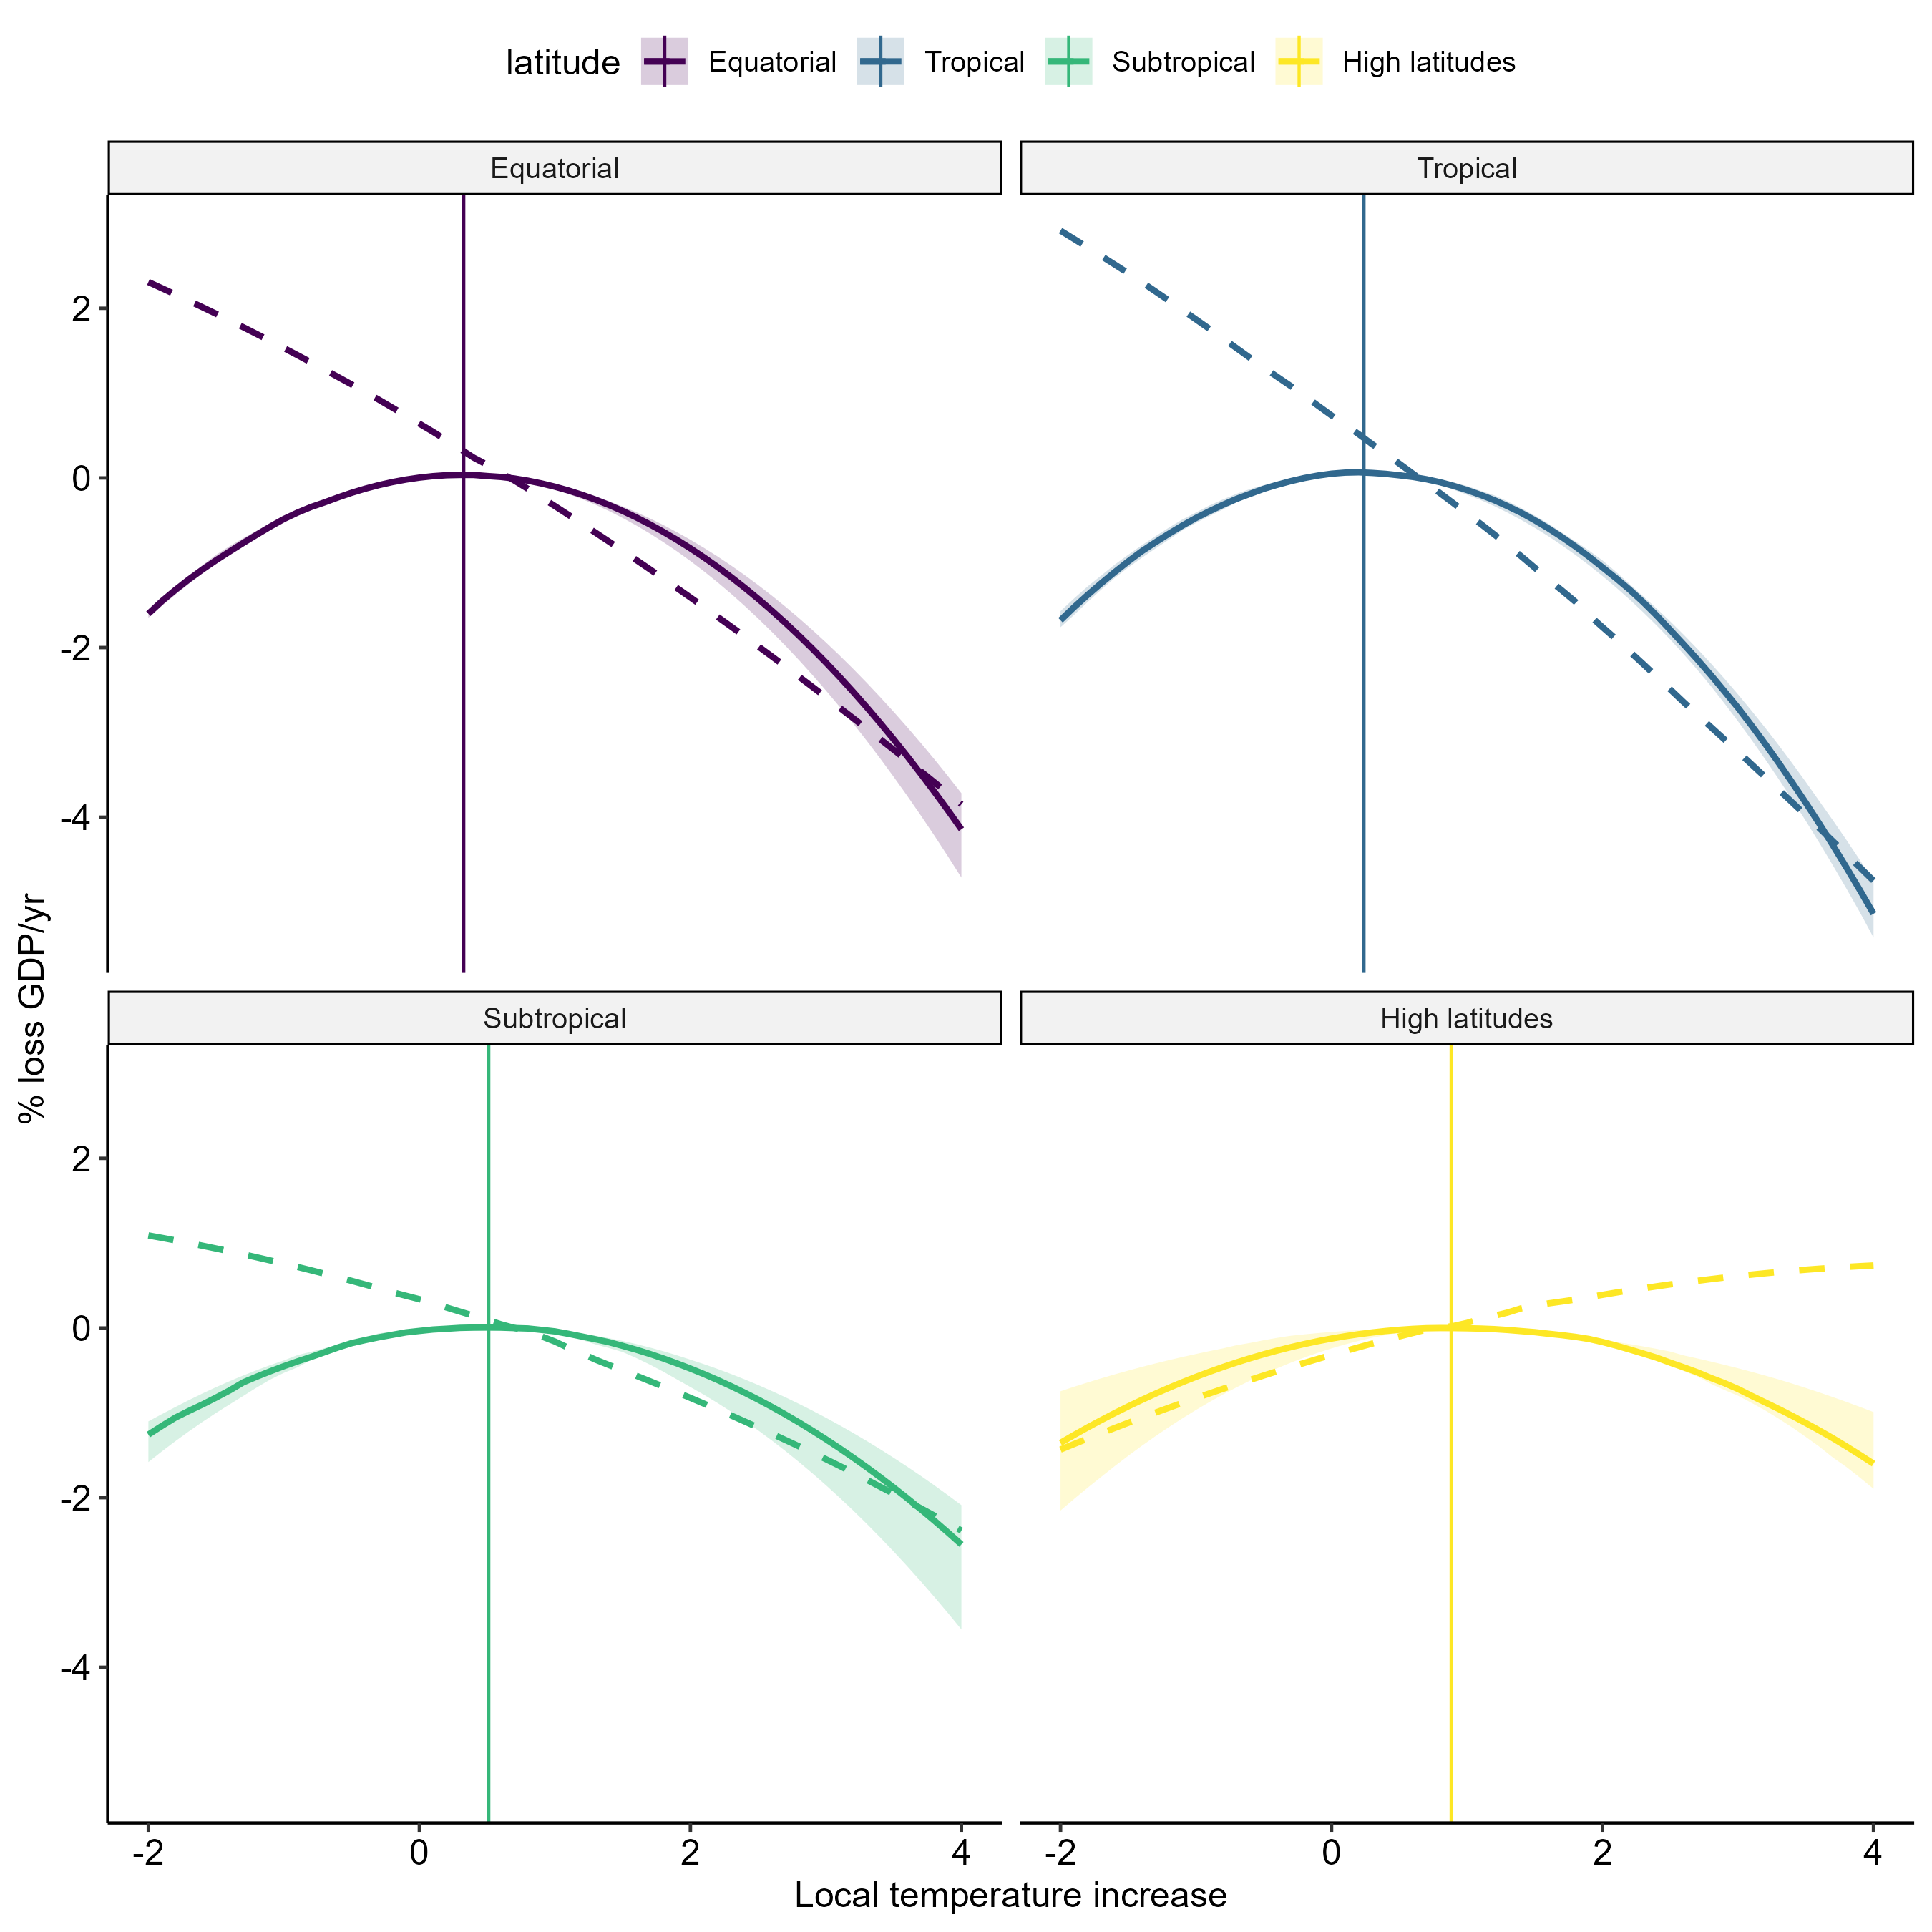 latitude Equatorial Tropical Subtropical High latitudes
Equatorial Tropical
2
0
-2
-4
% loss GDP/yr
Subtropical High latitudes
2
0
-2
-4
-2 0 2 4 -2 0 2 4
Local temperature increase